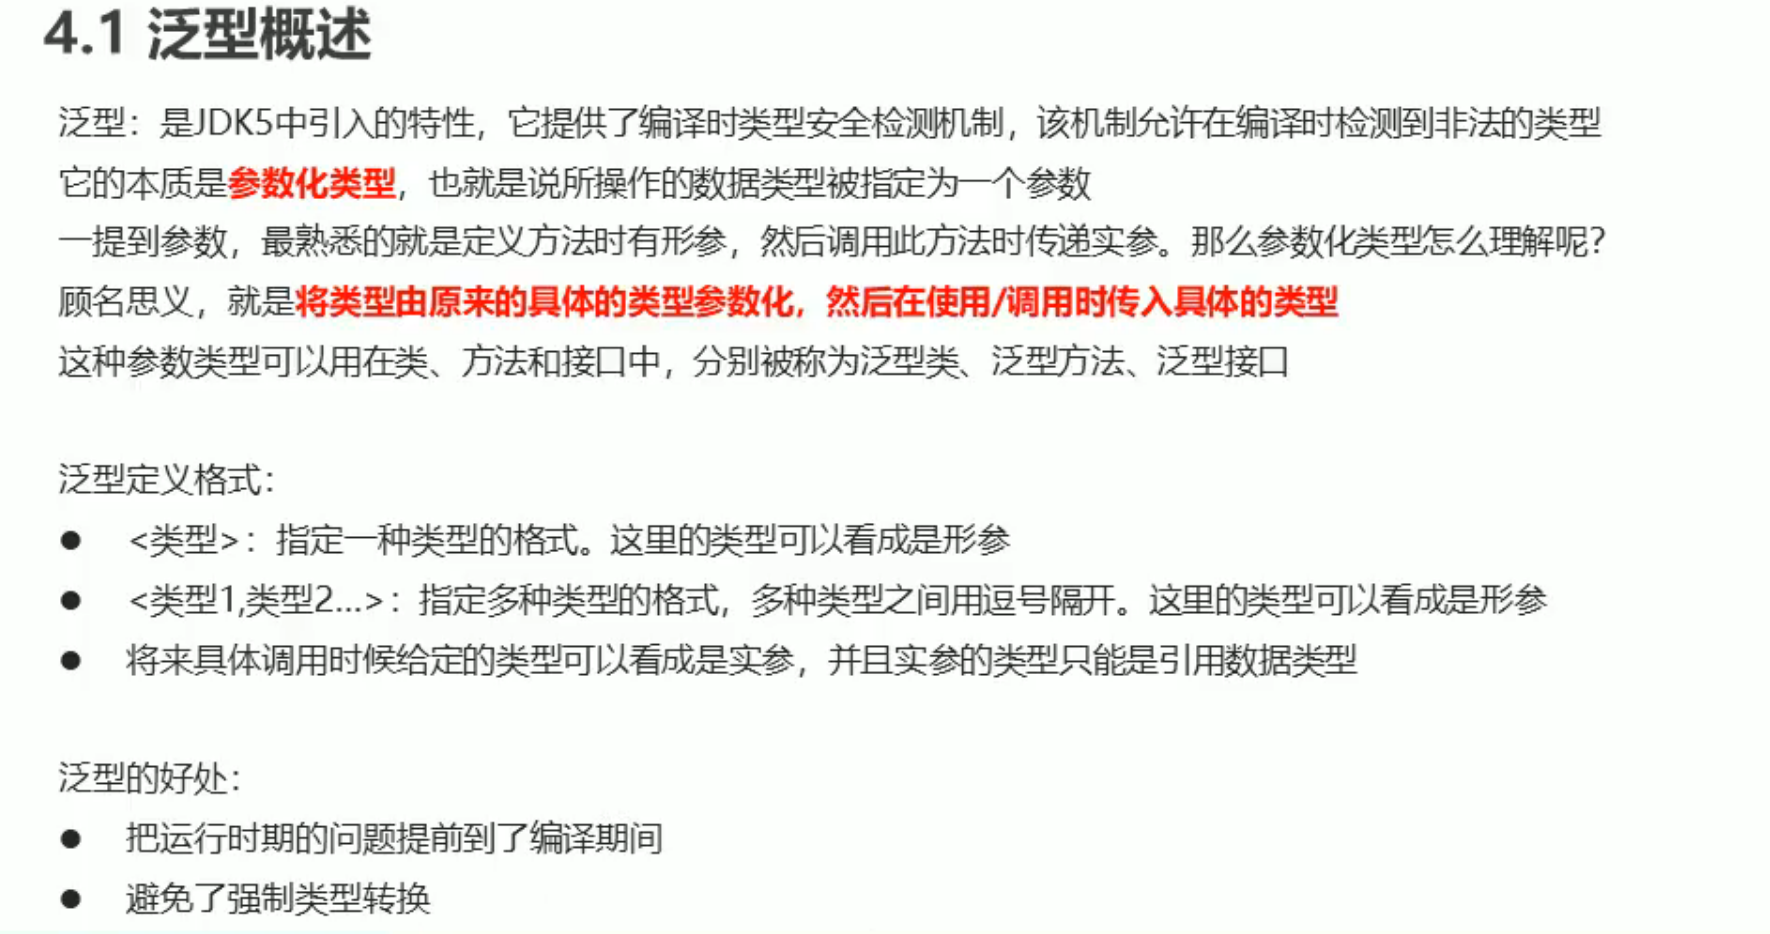 4.1 泛型概述
泛型：是JDK5中引入的特性，它提供了编译时类型安全检测机制，该机制允许在编译时检测到非法的类型
它的本质是参数化类型，也就是说所操作的数据类型被指定为一个参数
一提到参数，最熟悉的就是定义方法时有形参，然后调用此方法时传递实参。那么参数化类型怎么理解呢？
顾名思义，就是将类型由原来的具体的类型参数化，然后在使用/调用时传入具体的类型
这种参数类型可以用在类、方法和接口中，分别被称为泛型类、泛型方法、泛型接口
泛型定义格式：
● <类型>：指定一种类型的格式。这里的类型可以看成是形参
● <类型1,类型2…>：指定多种类型的格式，多种类型之间用逗号隔开。这里的类型可以看成是形参
● 将来具体调用时候给定的类型可以看成是实参，并且实参的类型只能是引用数据类型
泛型的好处：
● 把运行时期的问题提前到了编译期间
● 避免了强制类型转换